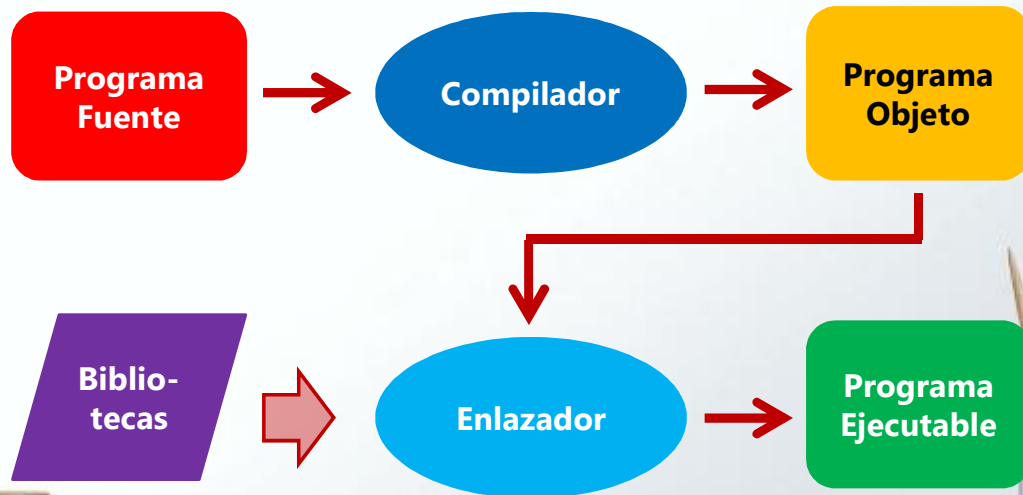 Programa
Fuente
Compilador
Programa
Objeto
Biblio-
tecas
Enlazador
Programa
Ejecutable